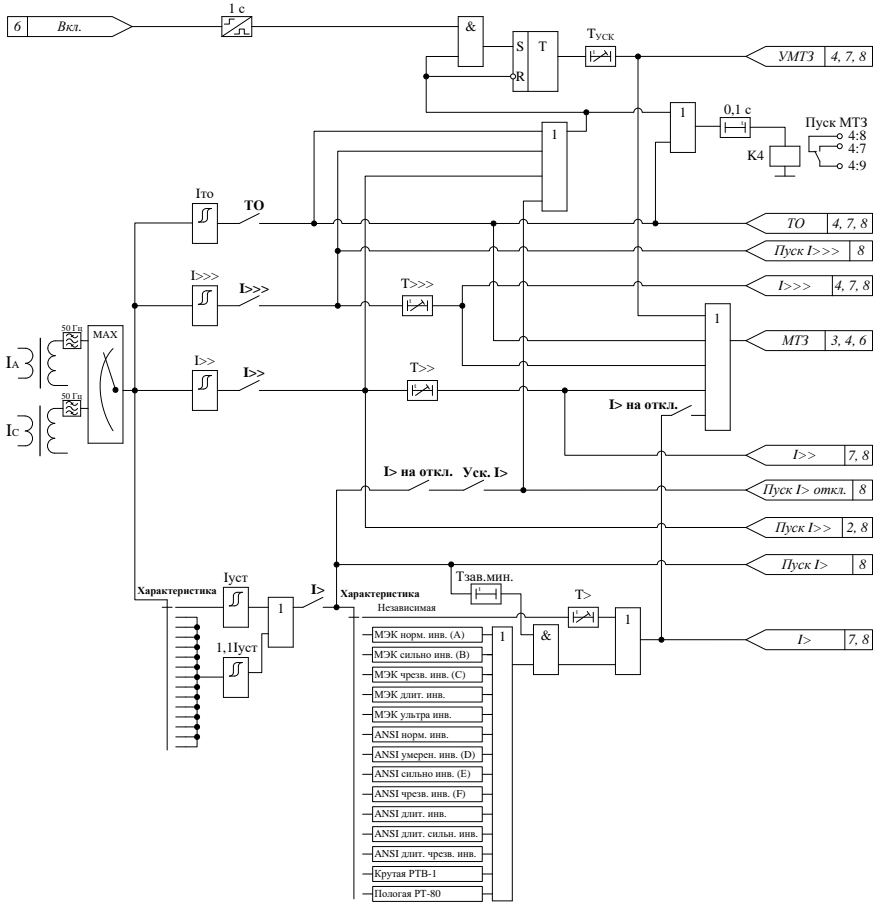 1 с
6 Вкл.
&
S T
R
TУСК
УМТЗ 4, 7, 8
1
1
0,1 с
K4
Пуск МТЗ
4:8
4:7
4:9
Iто
ТО
ТО 4, 7, 8
Пуск I>>> 8
I>>>
I>>>
T>>>
I>>> 4, 7, 8
1
МТЗ 3, 4, 6
50 Гц
MAX
IA
I>>
I>>
T>>
50 Гц
IC
I> на откл.
I>> 7, 8
I> на откл.
Уск. I>
Пуск I> откл. 8
Пуск I>> 2, 8
Пуск I> 8
Характеристика
Iуст
1
I>
Характеристика
Tзав.мин.
Независимая
T>
1
1,1Iуст
МЭК норм. инв. (А)
1
&
I> 7, 8
МЭК сильно инв. (В)
МЭК чрезв. инв. (С)
МЭК длит. инв.
МЭК ультра инв.
ANSI норм. инв.
ANSI умерен. инв. (D)
ANSI сильно инв. (E)
ANSI чрезв. инв. (F)
ANSI длит. инв.
ANSI длит. сильн. инв.
ANSI длит. чрезв. инв.
Крутая РТВ-1
Пологая РТ-80